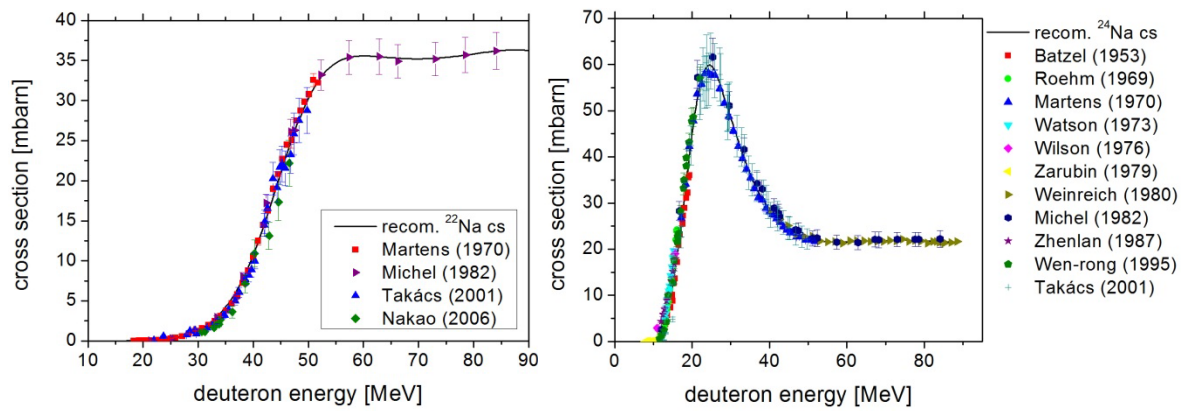 cross section [mbarn]
40
35
30
25
20
15
10
5
0
recom. ²²Na cs
Martens (1970)
Michel (1982)
Takács (2001)
Nakao (2006)
10 20 30 40 50 60 70 80 90
deuteron energy [MeV]
cross section [mbarn]
70
60
50
40
30
20
10
0
0 20 40 60 80
deuteron energy [MeV]
recom. ²⁴Na cs
Batzel (1953)
Roehm (1969)
Martens (1970)
Watson (1973)
Wilson (1976)
Zarubin (1979)
Weinreich (1980)
Michel (1982)
Zhenlan (1987)
Wen-rong (1995)
Takács (2001)